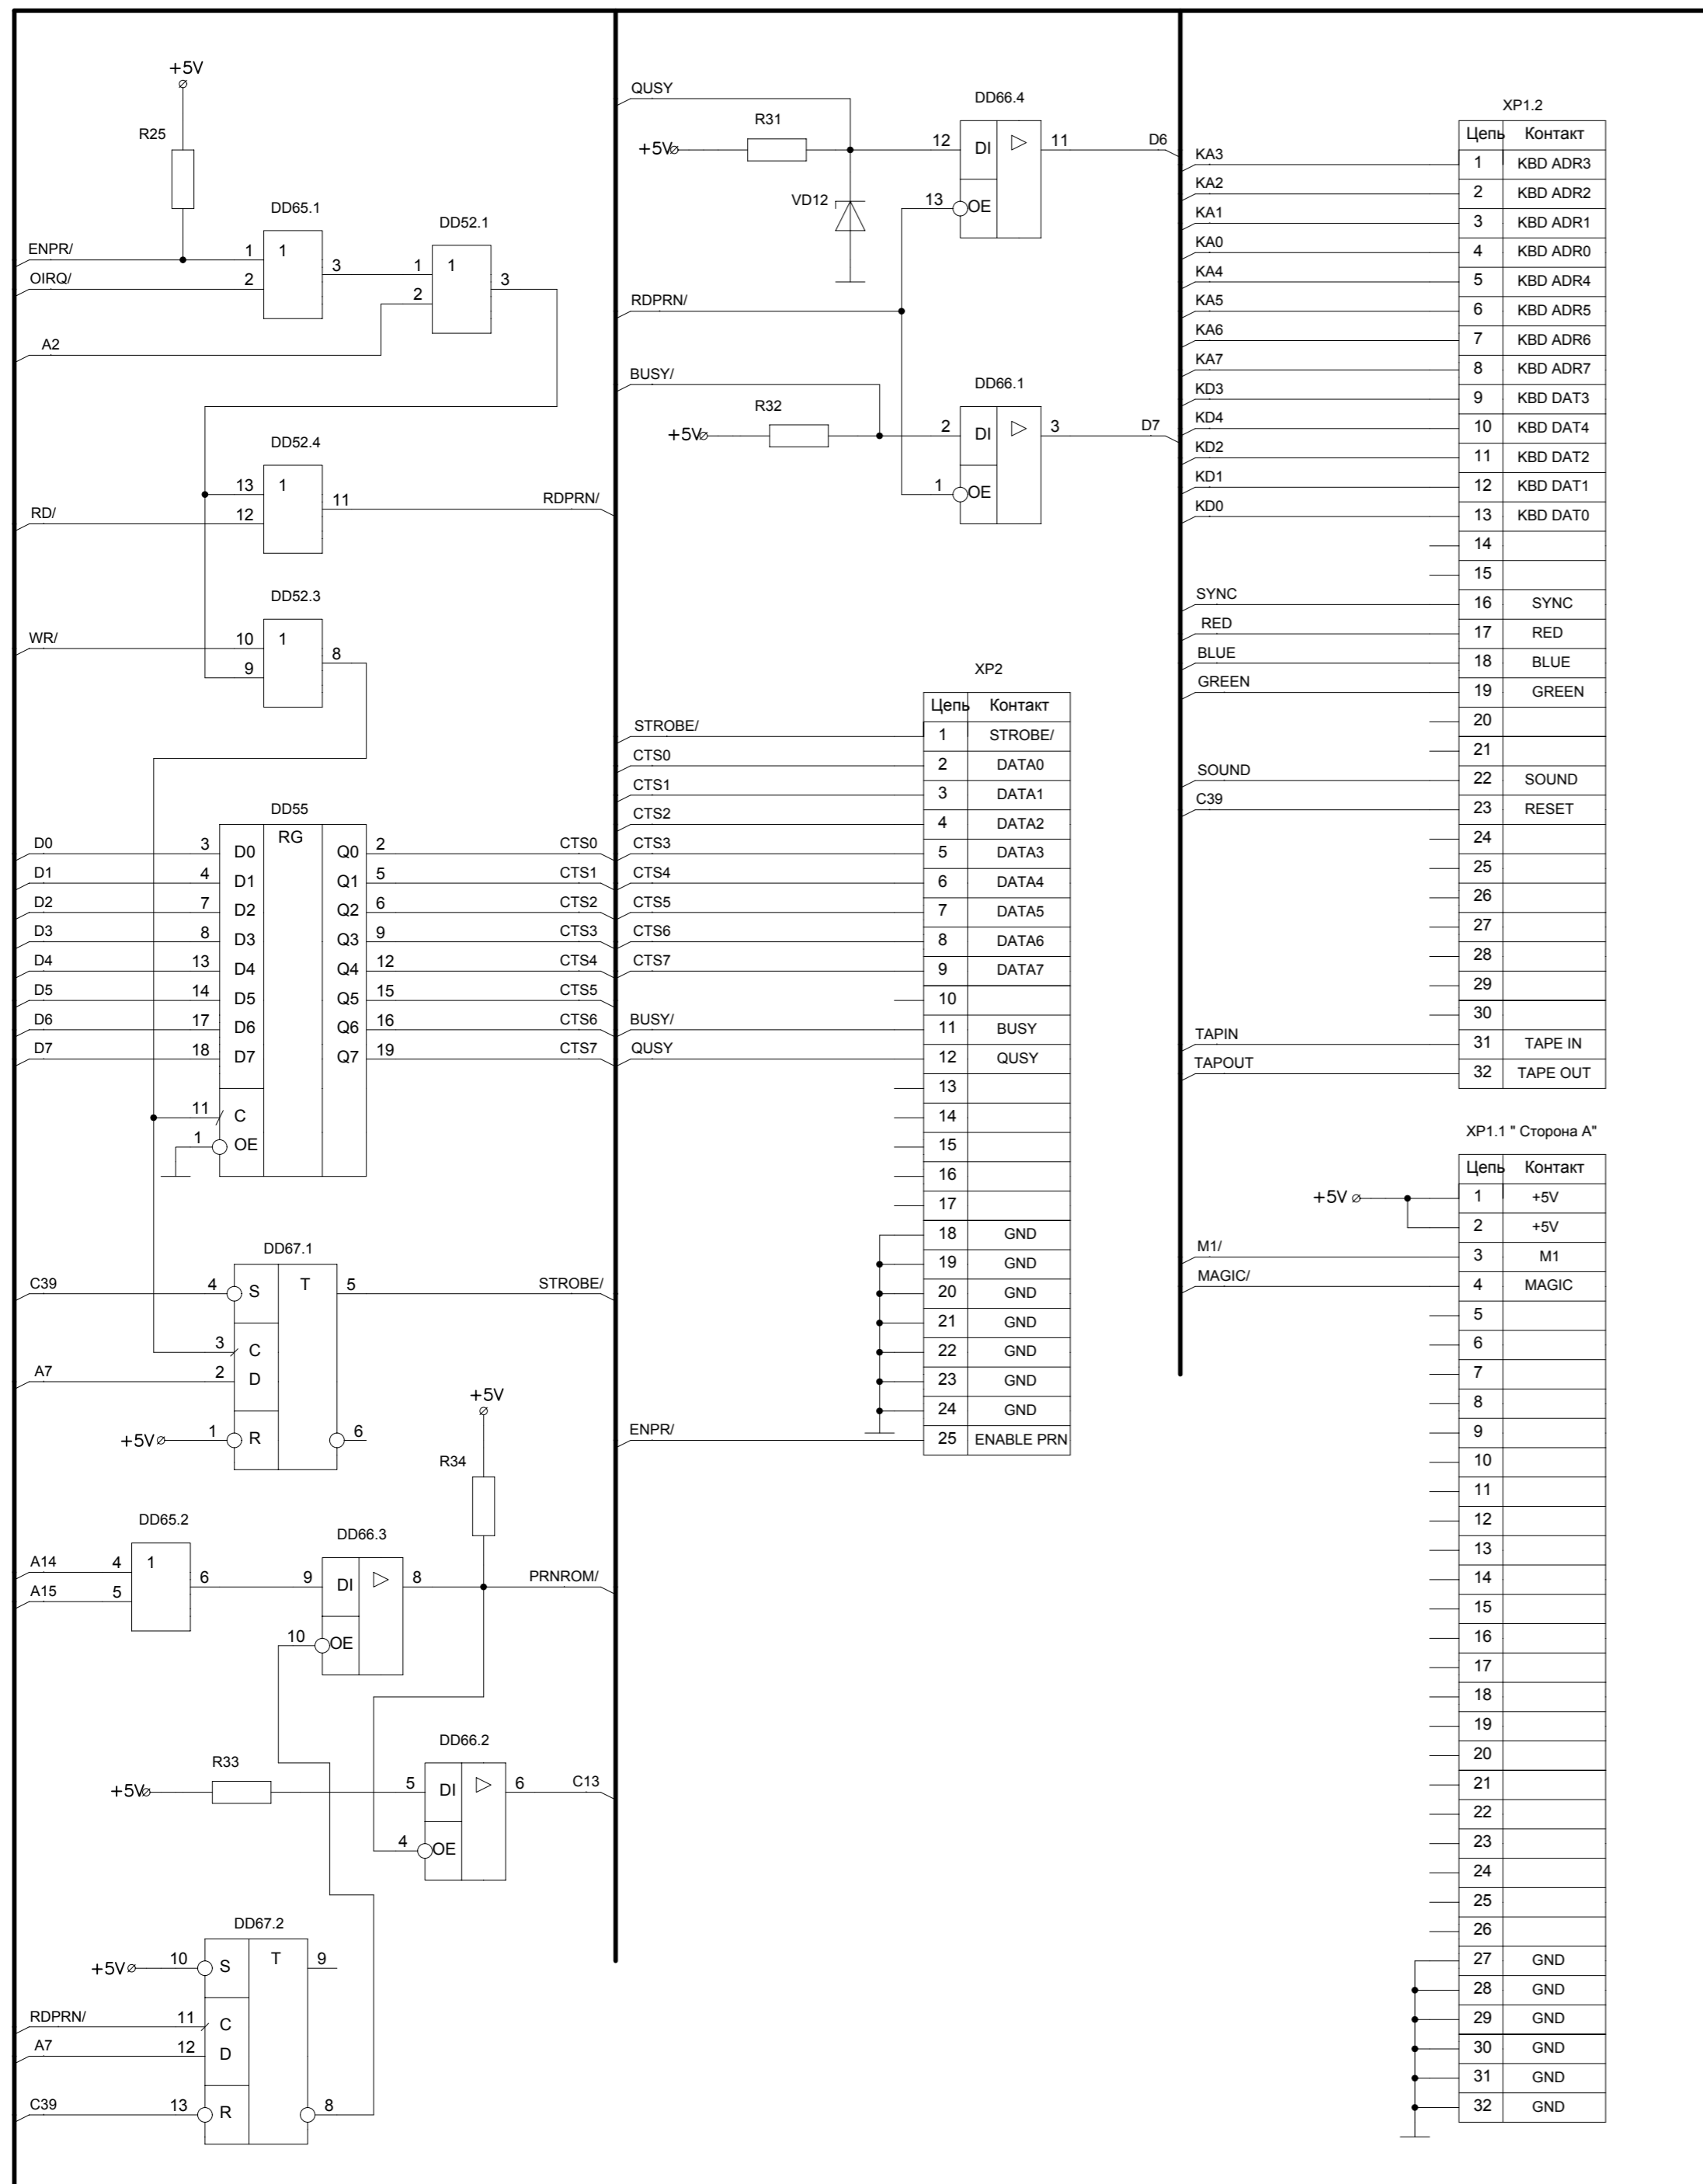 +5V
R25
DD65.1
DD52.1
ENPR/ 1 1 3 1 1 3
OIRQ/ 2 2
A2
DD52.4
13 1 11 RDPRN/
RD/ 12
DD52.3
WR/ 10 1 8
9
DD55
RG
D0 3 D0 Q0 2 CTS0
D1 4 D1 Q1 5 CTS1
D2 7 D2 Q2 6 CTS2
D3 8 D3 Q3 9 CTS3
D4 13 D4 Q4 12 CTS4
D5 14 D5 Q5 15 CTS5
D6 17 D6 Q6 16 CTS6
D7 18 D7 Q7 19 CTS7
11 C
1 OE
DD67.1
C39 4 S T 5 STROBE/
3 C
A7 2 D
+5V 1 R 6
+5V
R34
DD65.2
DD66.3
A14 4 1 6 9 DI 8 PRNROM/
A15 5
10 OE
DD66.2
R33
+5V 5 DI 6 C13
4 OE
DD67.2
+5V 10 S T 9
RDPRN/ 11 C
A7 12 D
C39 13 R 8
QUSY
DD66.4
R31
+5V 12 DI 11 D6
VD12
13 OE
RDPRN/
BUSY/
DD66.1
R32
+5V 2 DI 3 D7
1 OE
XP2
Цепь Контакт
STROBE/ 1 STROBE/
CTS0 2 DATA0
CTS1 3 DATA1
CTS2 4 DATA2
CTS3 5 DATA3
CTS4 6 DATA4
CTS5 7 DATA5
CTS6 8 DATA6
CTS7 9 DATA7
10
BUSY/ 11 BUSY
QUSY 12 QUSY
13
14
15
16
17
18 GND
19 GND
20 GND
21 GND
22 GND
23 GND
24 GND
ENPR/ 25 ENABLE PRN
XP1.2
Цепь Контакт
KA3 1 KBD ADR3
KA2 2 KBD ADR2
KA1 3 KBD ADR1
KA0 4 KBD ADR0
KA4 5 KBD ADR4
KA5 6 KBD ADR5
KA6 7 KBD ADR6
KA7 8 KBD ADR7
KD3 9 KBD DAT3
KD4 10 KBD DAT4
KD2 11 KBD DAT2
KD1 12 KBD DAT1
KD0 13 KBD DAT0
14
15
SYNC 16 SYNC
RED 17 RED
BLUE 18 BLUE
GREEN 19 GREEN
20
21
SOUND 22 SOUND
C39 23 RESET
24
25
26
27
28
29
30
TAPIN 31 TAPE IN
TAPOUT 32 TAPE OUT
XP1.1 " Сторона А"
Цепь Контакт
+5V 1 +5V
2 +5V
M1/ 3 M1
MAGIC/ 4 MAGIC
5
6
7
8
9
10
11
12
13
14
15
16
17
18
19
20
21
22
23
24
25
26
27 GND
28 GND
29 GND
30 GND
31 GND
32 GND